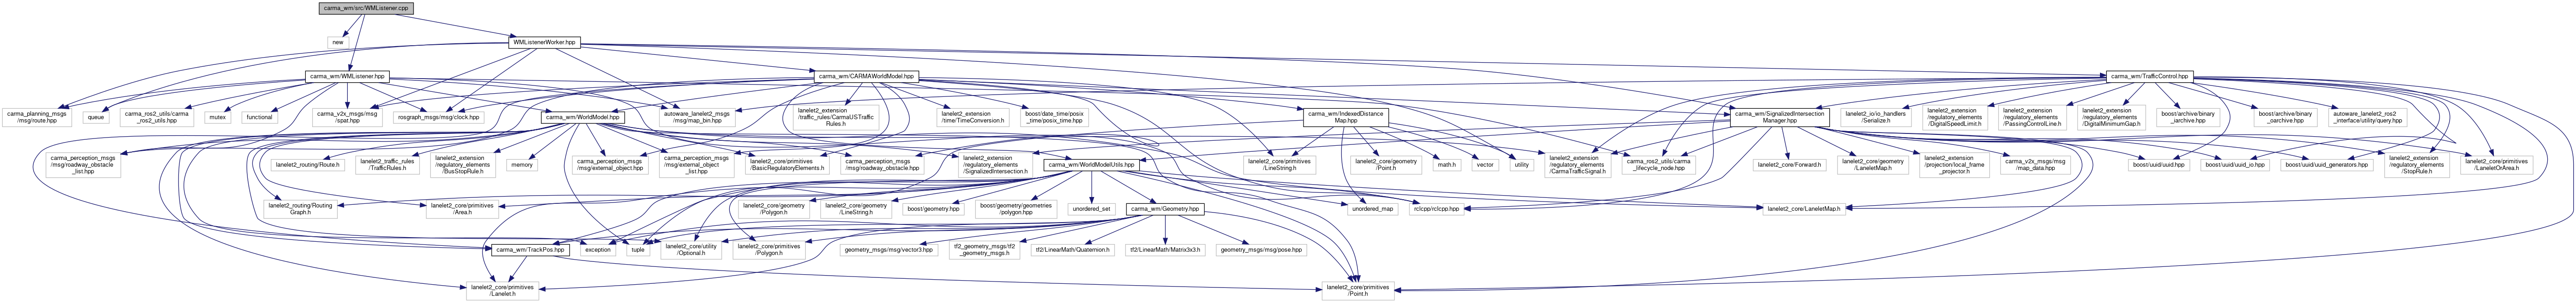 carma_wm/src/WMListener.cpp
new
WMListenerWorker.hpp
carma_wm/WMListener.hpp
carma_wm/CARMAWorldModel.hpp
carma_wm/TrafficControl.hpp
carma_planning_msgs
/msg/route.hpp
queue
carma_ros2_utils/carma
_ros2_utils.hpp
mutex
functional
carma_v2x_msgs/msg
/spat.hpp
rosgraph_msgs/msg/clock.hpp
carma_wm/WorldModel.hpp
autoware_lanelet2_msgs
/msg/map_bin.hpp
lanelet2_extension
/traffic_rules/CarmaUSTraffic
Rules.h
lanelet2_extension
/time/TimeConversion.h
boost/date_time/posix
_time/posix_time.hpp
carma_wm/IndexedDistance
Map.hpp
carma_wm/SignalizedIntersection
Manager.hpp
lanelet2_io/io_handlers
/Serialize.h
lanelet2_extension
/regulatory_elements
/DigitalSpeedLimit.h
lanelet2_extension
/regulatory_elements
/PassingControlLine.h
lanelet2_extension
/regulatory_elements
/DigitalMinimumGap.h
boost/archive/binary
_iarchive.hpp
boost/archive/binary
_oarchive.hpp
autoware_lanelet2_ros2
_interface/utility/query.hpp
carma_perception_msgs
/msg/roadway_obstacle
_list.hpp
lanelet2_routing/Route.h
lanelet2_traffic_rules
/TrafficRules.h
lanelet2_extension
/regulatory_elements
/BusStopRule.h
memory
carma_perception_msgs
/msg/external_object.hpp
carma_perception_msgs
/msg/external_object
_list.hpp
lanelet2_core/primitives
/BasicRegulatoryElements.h
carma_perception_msgs
/msg/roadway_obstacle.hpp
lanelet2_extension
/regulatory_elements
/SignalizedIntersection.h
carma_wm/WorldModelUtils.hpp
lanelet2_core/primitives
/LineString.h
lanelet2_core/geometry
/Point.h
math.h
vector
utility
lanelet2_extension
/regulatory_elements
/CarmaTrafficSignal.h
carma_ros2_utils/carma
_lifecycle_node.hpp
lanelet2_core/Forward.h
lanelet2_core/geometry
/LaneletMap.h
lanelet2_extension
/projection/local_frame
_projector.h
carma_v2x_msgs/msg
/map_data.hpp
boost/uuid/uuid.hpp
boost/uuid/uuid_io.hpp
boost/uuid/uuid_generators.hpp
lanelet2_extension
/regulatory_elements
/StopRule.h
lanelet2_core/primitives
/LaneletOrArea.h
lanelet2_routing/Routing
Graph.h
lanelet2_core/primitives
/Area.h
lanelet2_core/geometry
/Polygon.h
lanelet2_core/geometry
/LineString.h
boost/geometry.hpp
boost/geometry/geometries
/polygon.hpp
unordered_set
carma_wm/Geometry.hpp
unordered_map
rclcpp/rclcpp.hpp
lanelet2_core/LaneletMap.h
carma_wm/TrackPos.hpp
exception
tuple
lanelet2_core/utility
/Optional.h
lanelet2_core/primitives
/Polygon.h
geometry_msgs/msg/vector3.hpp
tf2_geometry_msgs/tf2
_geometry_msgs.h
tf2/LinearMath/Quaternion.h
tf2/LinearMath/Matrix3x3.h
geometry_msgs/msg/pose.hpp
lanelet2_core/primitives
/Lanelet.h
lanelet2_core/primitives
/Point.h